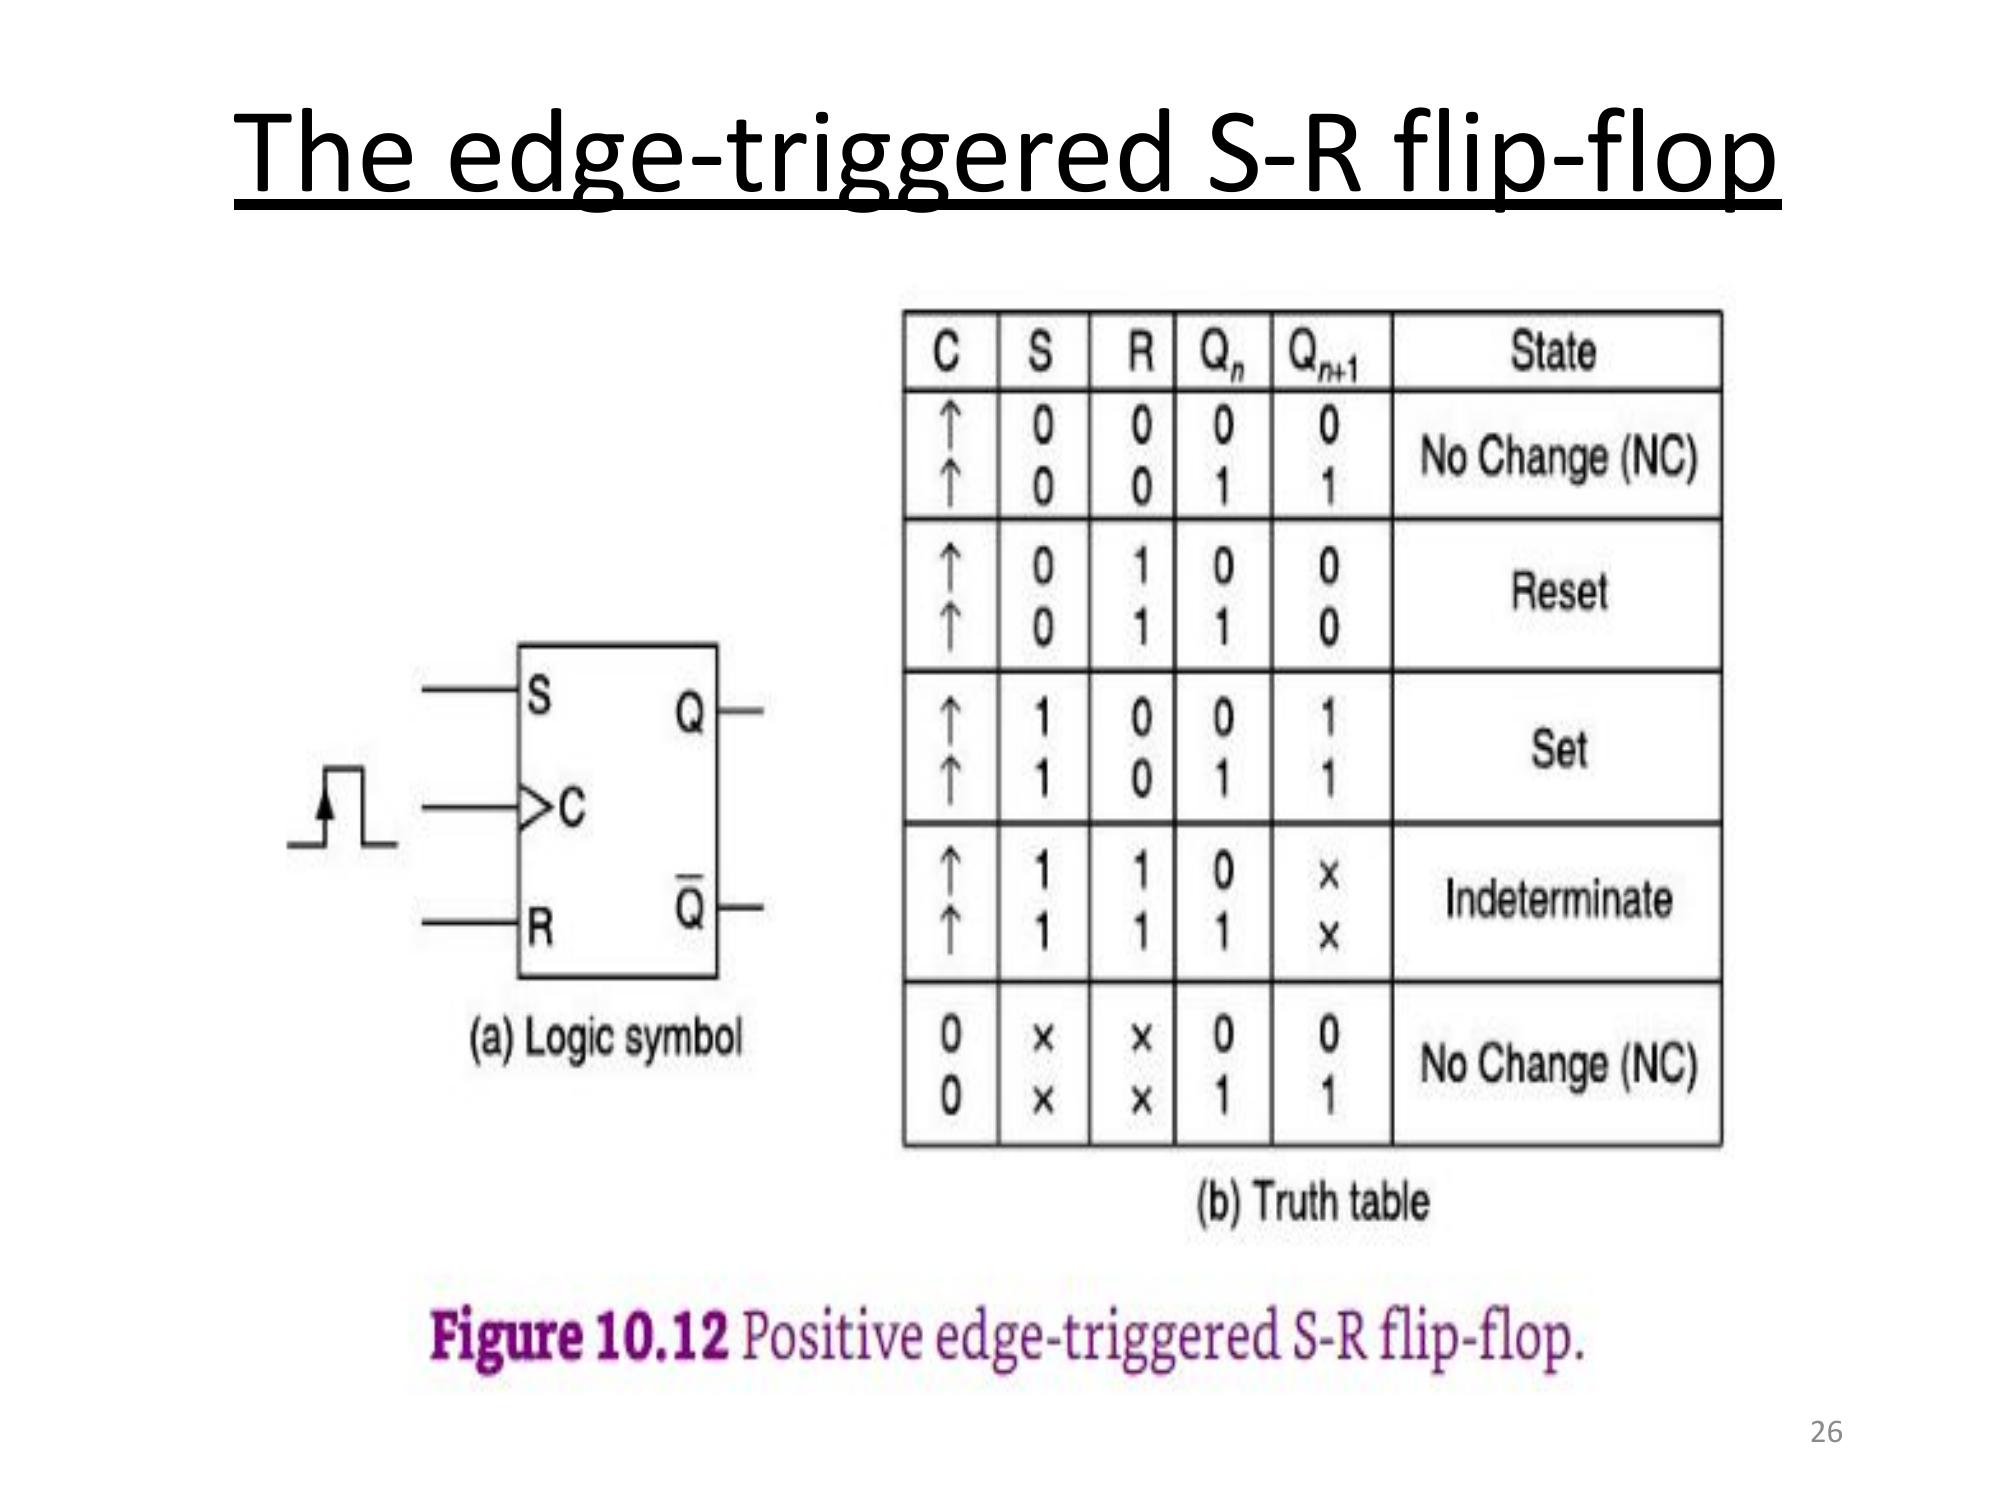 The edge-triggered S-R flip-flop
S
Q
C
Q̅
R
(a) Logic symbol
C S R Qn Qn+1 State
↑ 0 0 0 0
No Change (NC)
↑ 0 0 1 1
↑ 0 1 0 0
Reset
↑ 0 1 1 0
↑ 1 0 0 1
Set
↑ 1 0 1 1
↑ 1 1 0 ×
Indeterminate
↑ 1 1 1 ×
0 × × 0 0
No Change (NC)
0 × × 1 1
(b) Truth table
Figure 10.12 Positive edge-triggered S-R flip-flop.
26